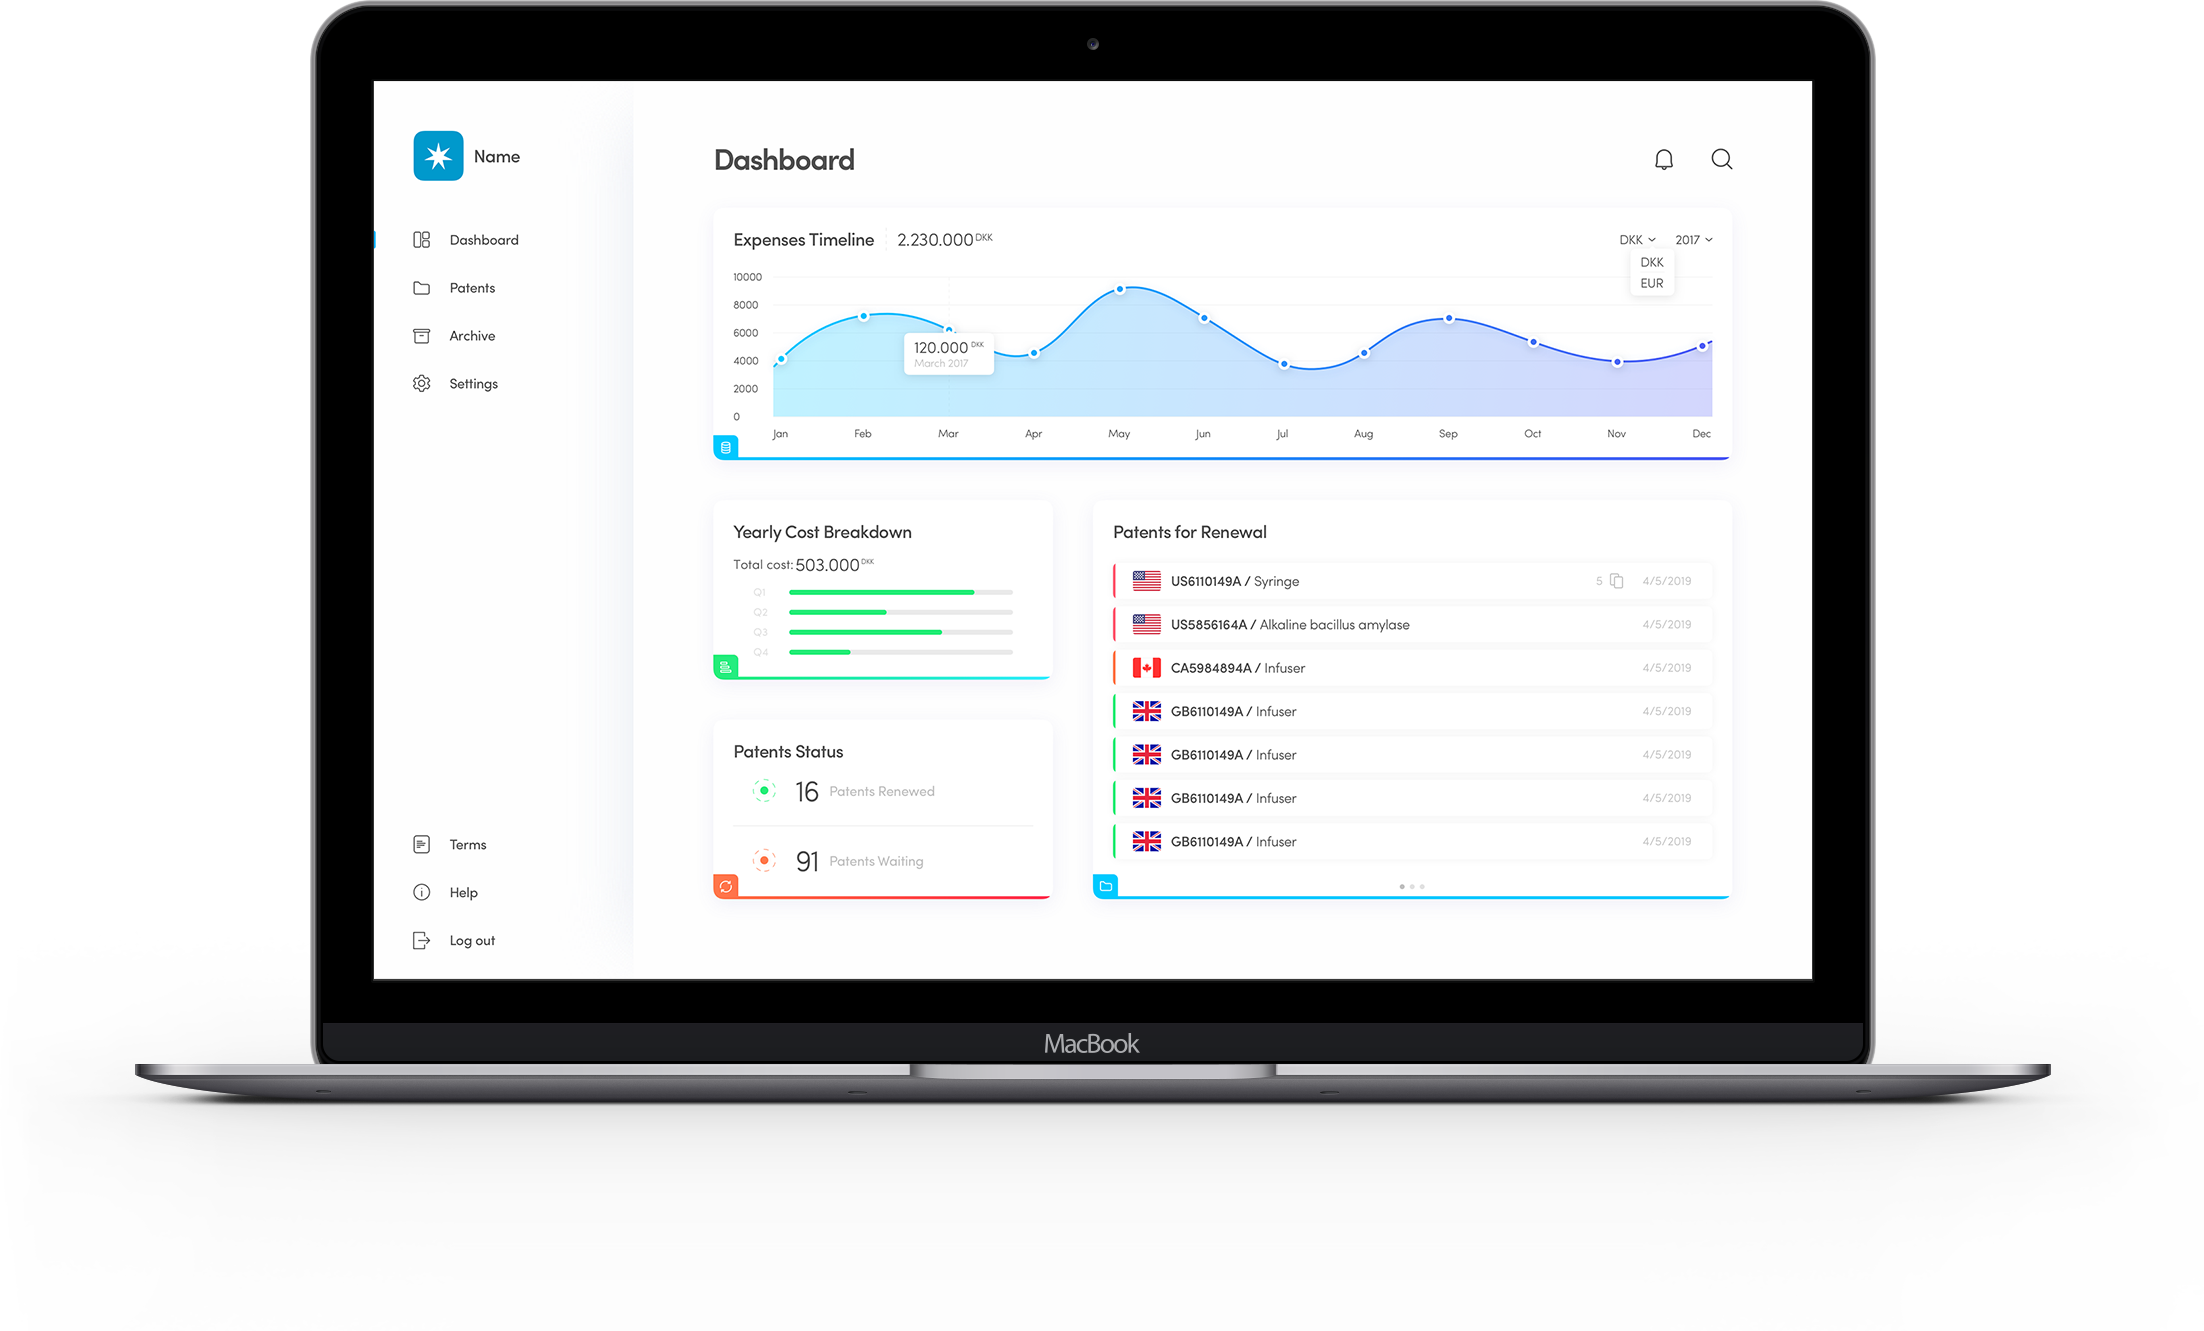 Name
Dashboard
Patents
Archive
Settings
Terms
Help
Log out
Dashboard
Expenses Timeline 2.230.000 DKK
DKK 2017
DKK
EUR
10000
8000
6000
4000
2000
0
120.000 DKK
March 2017
Jan Feb Mar Apr May Jun Jul Aug Sep Oct Nov Dec
Yearly Cost Breakdown
Total cost: 503.000 DKK
Q1
Q2
Q3
Q4
Patents Status
16 Patents Renewed
91 Patents Waiting
Patents for Renewal
US6110149A / Syringe 5 4/5/2019
US5856164A / Alkaline bacillus amylase 4/5/2019
CA5984894A / Infuser 4/5/2019
GB6110149A / Infuser 4/5/2019
GB6110149A / Infuser 4/5/2019
GB6110149A / Infuser 4/5/2019
GB6110149A / Infuser 4/5/2019
MacBook